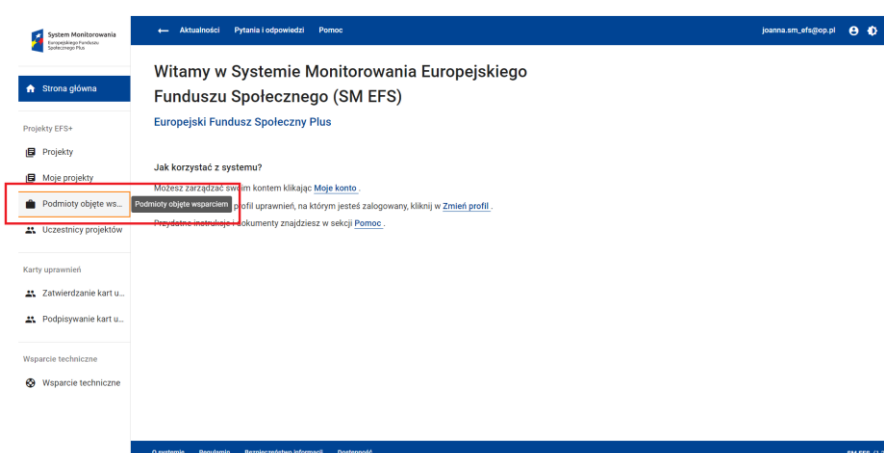 System Monitorowania
Europejskiego Funduszu
Społecznego Plus
← Aktualności Pytania i odpowiedzi Pomoc
joanna.sm_efs@op.pl
Strona główna
Projekty EFS+
Projekty
Moje projekty
Podmioty objęte ws...
Podmioty objęte wsparciem
Uczestnicy projektów
Karty uprawnień
Zatwierdzanie kart u...
Podpisywanie kart u...
Wsparcie techniczne
Wsparcie techniczne
Witamy w Systemie Monitorowania Europejskiego
Funduszu Społecznego (SM EFS)
Europejski Fundusz Społeczny Plus
Jak korzystać z systemu?
Możesz zarządzać swoim kontem klikając Moje konto .
profil uprawnień, na którym jesteś zalogowany, kliknij w Zmień profil .
Przydatne instrukcje i dokumenty znajdziesz w sekcji Pomoc .
O systemie Regulamin Bezpieczeństwo informacji Dostępność
SM EFS